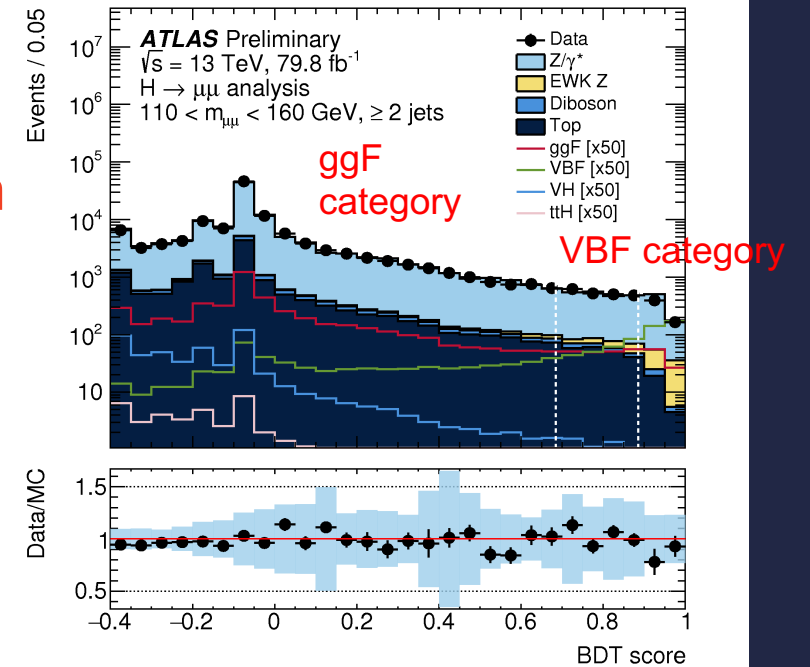 Events / 0.05
10⁷
10⁶
10⁵
10⁴
10³
10²
10
ATLAS Preliminary
√s = 13 TeV, 79.8 fb⁻¹
H → μμ analysis
110 < mμμ < 160 GeV, ≥ 2 jets
Data
Z/γ*
EWK Z
Diboson
Top
ggF [x50]
VBF [x50]
VH [x50]
ttH [x50]
ggF
category
VBF category
Data/MC
1.5
1
0.5
−0.4 −0.2 0 0.2 0.4 0.6 0.8 1
BDT score